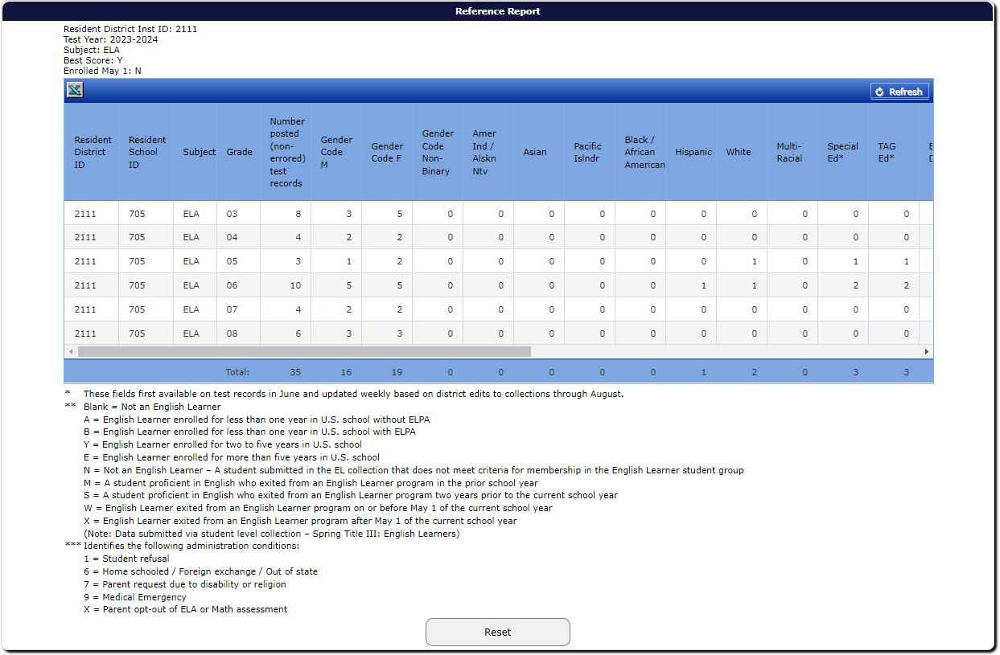 Reference Report
Resident District Inst ID: 2111
Test Year: 2023-2024
Subject: ELA
Best Score: Y
Enrolled May 1: N
Refresh
Resident District ID Resident School ID Subject Grade Number posted (non-errored) test records Gender Code M Gender Code F Gender Code Non-Binary Amer Ind / Alskn Ntv Asian Pacific Islndr Black / African American Hispanic White Multi-Racial Special Ed* TAG Ed*
2111 705 ELA 03 8 3 5 0 0 0 0 0 0 0 0 0 0
2111 705 ELA 04 4 2 2 0 0 0 0 0 0 0 0 0 0
2111 705 ELA 05 3 1 2 0 0 0 0 0 0 1 0 1 1
2111 705 ELA 06 10 5 5 0 0 0 0 0 1 1 0 2 2
2111 705 ELA 07 4 2 2 0 0 0 0 0 0 0 0 0 0
2111 705 ELA 08 6 3 3 0 0 0 0 0 0 0 0 0 0
Total: 35 16 19 0 0 0 0 0 1 2 0 3 3
* These fields first available on test records in June and updated weekly based on district edits to collections through August.
** Blank = Not an English Learner
A = English Learner enrolled for less than one year in U.S. school without ELPA
B = English Learner enrolled for less than one year in U.S. school with ELPA
Y = English Learner enrolled for two to five years in U.S. school
E = English Learner enrolled for more than five years in U.S. school
N = Not an English Learner – A student submitted in the EL collection that does not meet criteria for membership in the English Learner student group
M = A student proficient in English who exited from an English Learner program in the prior school year
S = A student proficient in English who exited from an English Learner program two years prior to the current school year
W = English Learner exited from an English Learner program on or before May 1 of the current school year
X = English Learner exited from an English Learner program after May 1 of the current school year
(Note: Data submitted via student level collection – Spring Title III: English Learners)
*** Identifies the following administration conditions:
1 = Student refusal
6 = Home schooled / Foreign exchange / Out of state
7 = Parent request due to disability or religion
9 = Medical Emergency
X = Parent opt-out of ELA or Math assessment
Reset